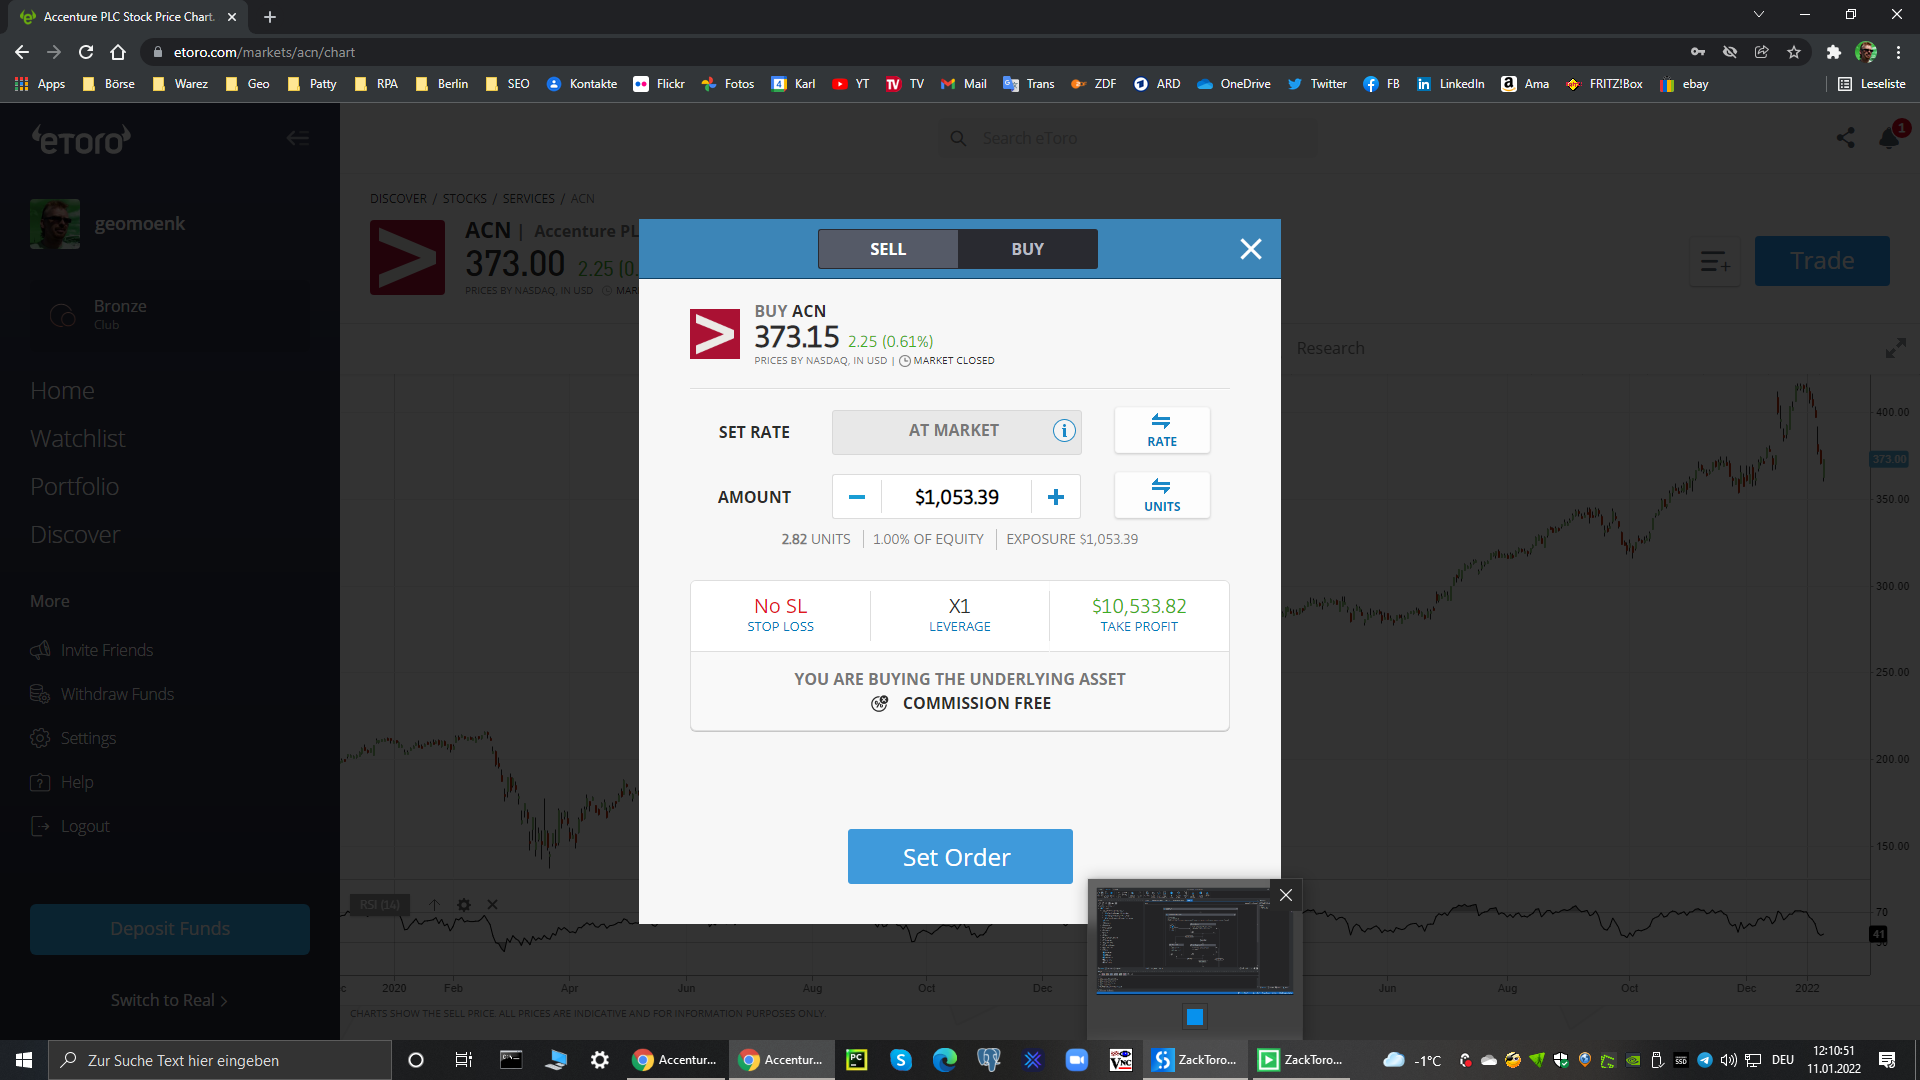 Accenture PLC Stock Price Chart.
etoro.com/markets/acn/chart
Apps Börse Warez Geo Patty RPA Berlin SEO Kontakte Flickr Fotos Karl YT TV Mail Trans ZDF ARD OneDrive Twitter FB LinkedIn Ama FRITZ!Box ebay Leseliste
eTORO
Search eToro
1
geomoenk
Bronze
Club
Home
Watchlist
Portfolio
Discover
More
Invite Friends
Withdraw Funds
Settings
Help
Logout
Deposit Funds
Switch to Real >
DISCOVER / STOCKS / SERVICES / ACN
ACN | Accenture PL
373.00 2.25 (0.
PRICES BY NASDAQ, IN USD MAR
Trade
Research
SELL BUY
BUY ACN
373.15 2.25 (0.61%)
PRICES BY NASDAQ, IN USD | MARKET CLOSED
SET RATE AT MARKET RATE
AMOUNT $1,053.39 UNITS
2.82 UNITS 1.00% OF EQUITY EXPOSURE $1,053.39
No SL X1 $10,533.82
STOP LOSS LEVERAGE TAKE PROFIT
YOU ARE BUYING THE UNDERLYING ASSET
COMMISSION FREE
Set Order
400.00
373.00
350.00
300.00
250.00
200.00
150.00
RSI (14)
70
41
2020 Feb Apr Jun Aug Oct Dec Jun Aug Oct Dec 2022
CHARTS SHOW THE SELL PRICE. ALL PRICES ARE INDICATIVE AND FOR INFORMATION PURPOSES ONLY.
Zur Suche Text hier eingeben
Accentur...
Accentur...
ZackToro...
ZackToro...
-1°C
DEU
12:10:51
11.01.2022